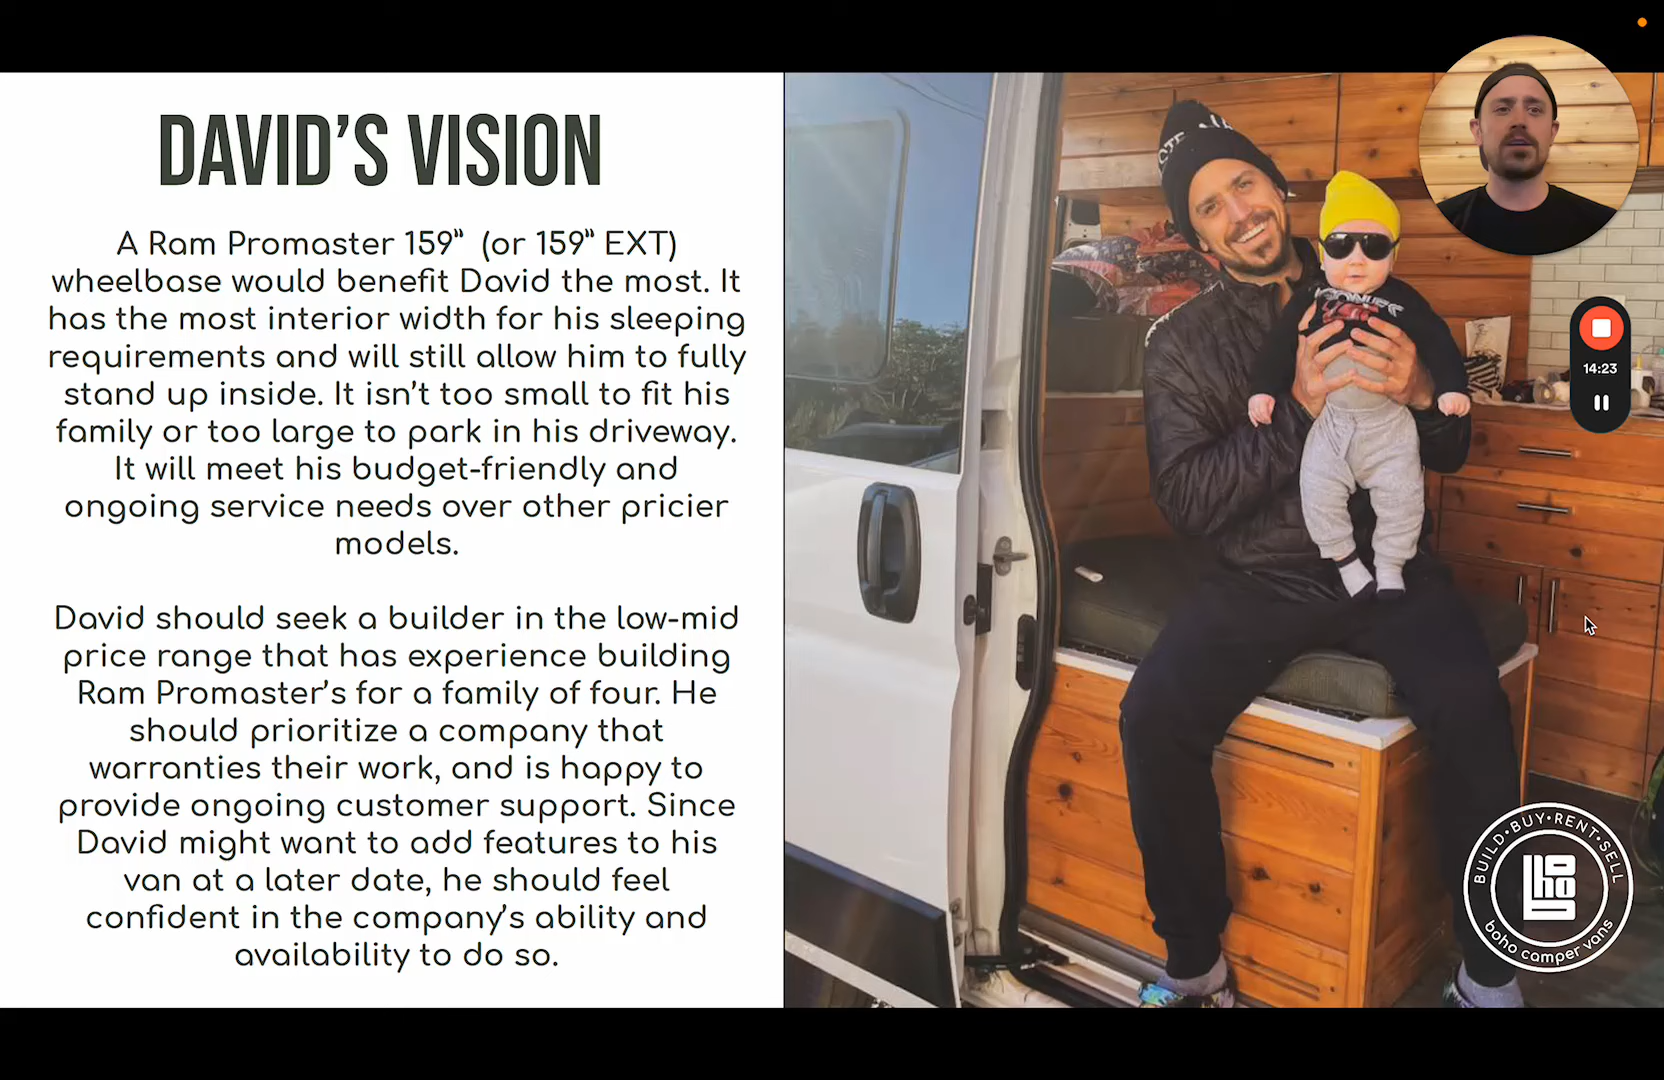 DAVID'S VISION
A Ram Promaster 159” (or 159” EXT)
wheelbase would benefit David the most. It
has the most interior width for his sleeping
requirements and will still allow him to fully
stand up inside. It isn't too small to fit his
family or too large to park in his driveway.
It will meet his budget-friendly and
ongoing service needs over other pricier
models.
David should seek a builder in the low-mid
price range that has experience building
Ram Promaster's for a family of four. He
should prioritize a company that
warranties their work, and is happy to
provide ongoing customer support. Since
David might want to add features to his
van at a later date, he should feel
confident in the company's ability and
availability to do so.
14:23
BUILD•BUY•RENT•SELL
boho
boho camper vans